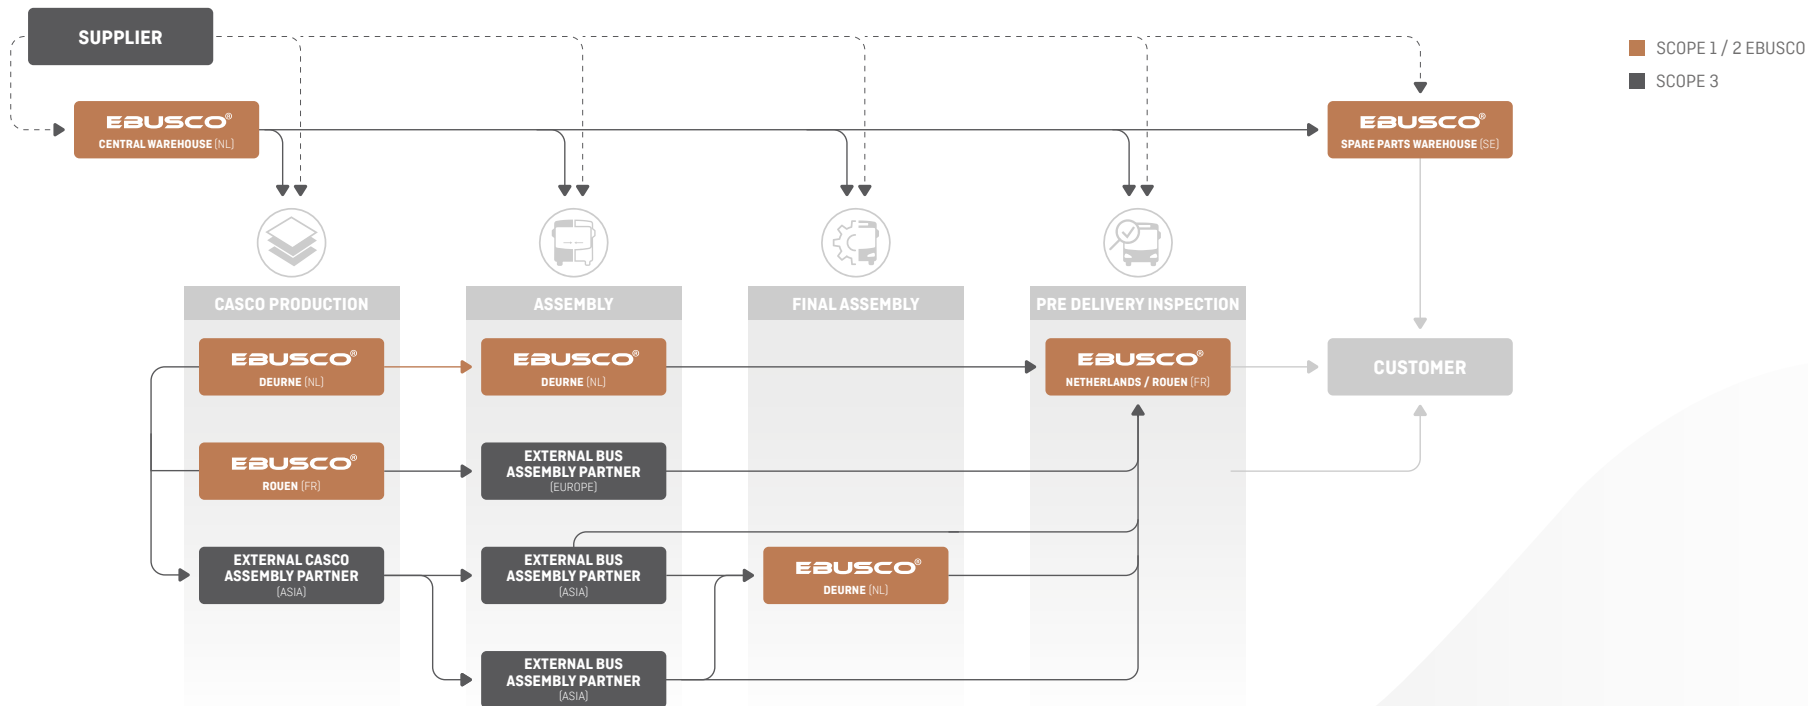 SUPPLIER
SCOPE 1 / 2 EBUSCO
SCOPE 3
EBUSCO®
CENTRAL WAREHOUSE (NL)
EBUSCO®
SPARE PARTS WAREHOUSE (SE)
CASCO PRODUCTION
ASSEMBLY
FINAL ASSEMBLY
PRE DELIVERY INSPECTION
EBUSCO®
DEURNE (NL)
EBUSCO®
DEURNE (NL)
EBUSCO®
NETHERLANDS / ROUEN (FR)
CUSTOMER
EBUSCO®
ROUEN (FR)
EXTERNAL BUS
ASSEMBLY PARTNER
(EUROPE)
EXTERNAL CASCO
ASSEMBLY PARTNER
(ASIA)
EXTERNAL BUS
ASSEMBLY PARTNER
(ASIA)
EBUSCO®
DEURNE (NL)
EXTERNAL BUS
ASSEMBLY PARTNER
(ASIA)